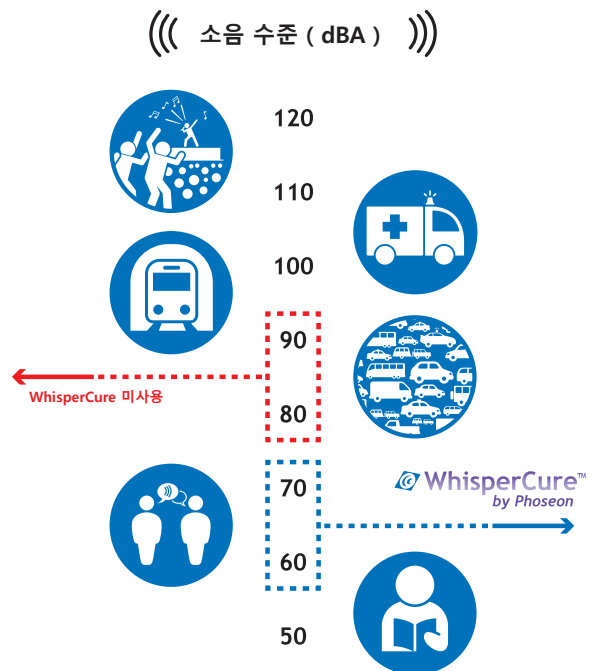 소음 수준 ( dBA )
120
110
100
90
WhisperCure 미사용
80
70
WhisperCure™
by Phoseon
60
50